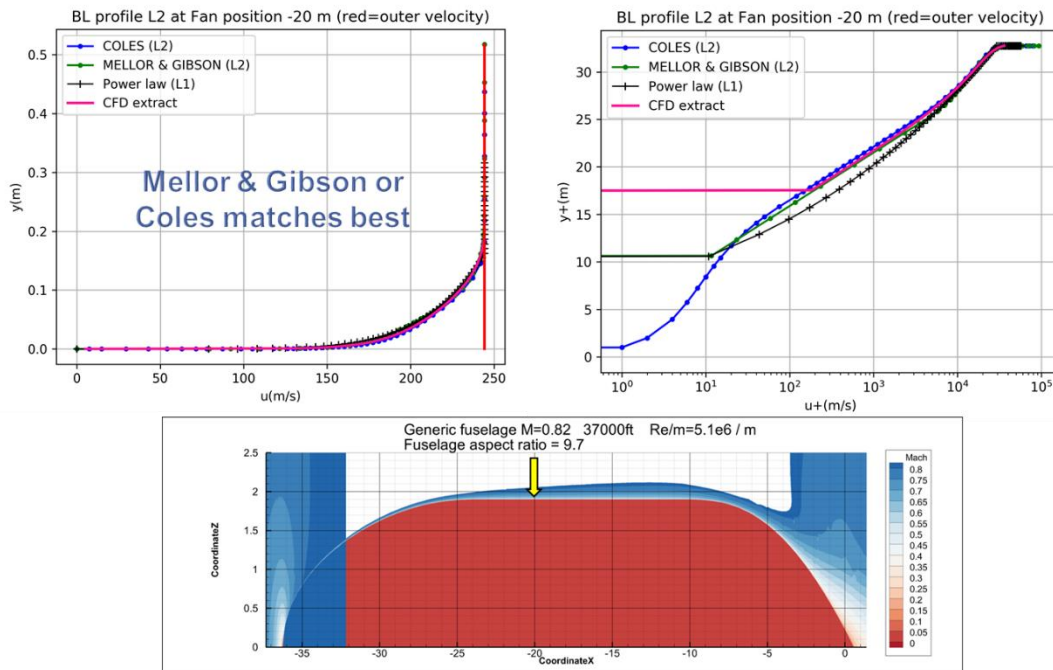 BL profile L2 at Fan position -20 m (red=outer velocity)
COLES (L2)
MELLOR & GIBSON (L2)
Power law (L1)
CFD extract
Mellor & Gibson or
Coles matches best
y(m)
0.5
0.4
0.3
0.2
0.1
0.0
0 50 100 150 200 250
u(m/s)
BL profile L2 at Fan position -20 m (red=outer velocity)
COLES (L2)
MELLOR & GIBSON (L2)
Power law (L1)
CFD extract
y+(m)
30
25
20
15
10
5
0
10⁰ 10¹ 10² 10³ 10⁴ 10⁵
u+(m/s)
Generic fuselage M=0.82 37000ft Re/m=5.1e6 / m
Fuselage aspect ratio = 9.7
CoordinateZ
2.5
2
1.5
1
0.5
0
-35 -30 -25 -20 -15 -10 -5 0
CoordinateX
Mach
0.8
0.75
0.7
0.65
0.6
0.55
0.5
0.45
0.4
0.35
0.3
0.25
0.2
0.15
0.1
0.05
0